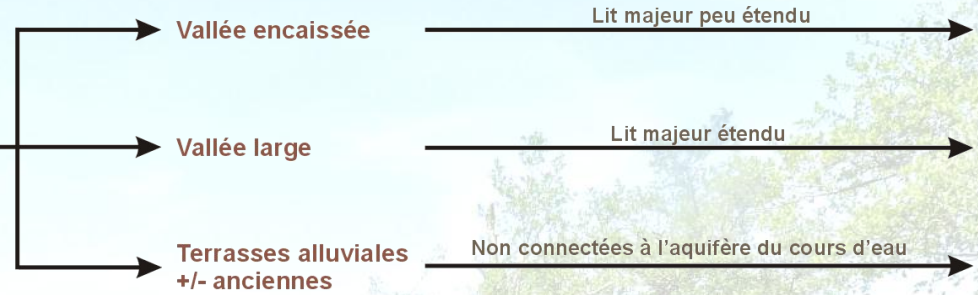 Vallée encaissée
Lit majeur peu étendu
Vallée large
Lit majeur étendu
Terrasses alluviales
+/- anciennes
Non connectées à l'aquifère du cours d'eau